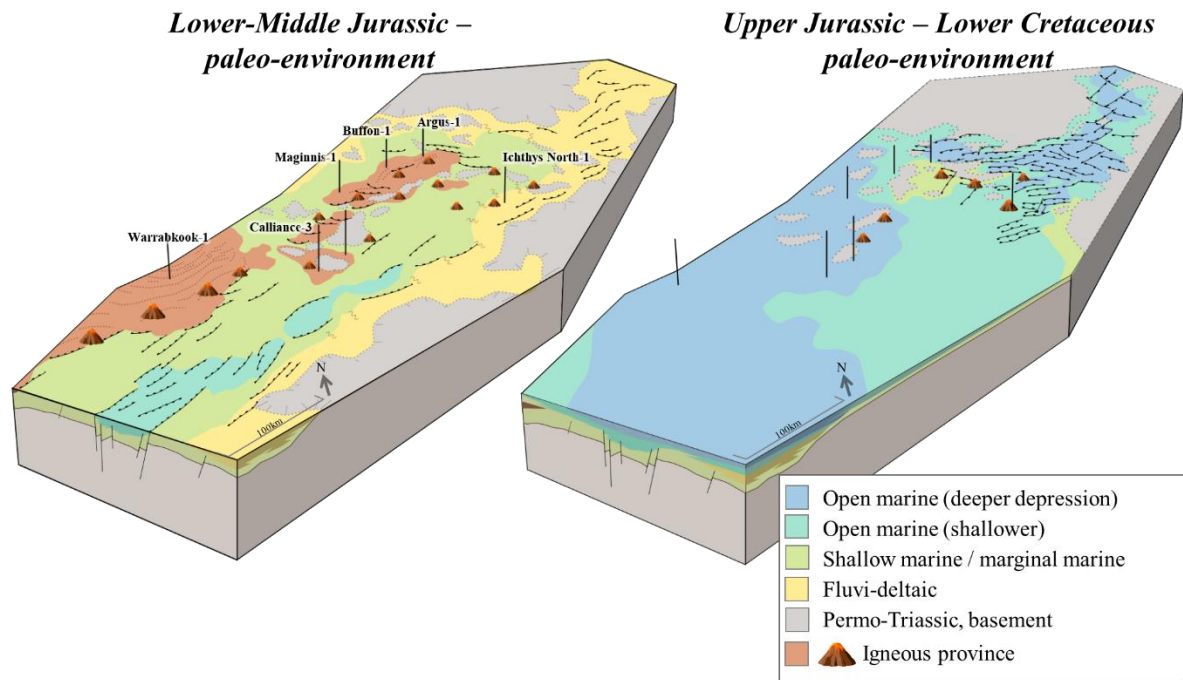 Lower-Middle Jurassic –
paleo-environment
Upper Jurassic – Lower Cretaceous
paleo-environment
Argus-1
Buffon-1
Maginnis-1
Ichthys North-1
Calliance-3
Warrabkook-1
N
100km
N
100km
Open marine (deeper depression)
Open marine (shallower)
Shallow marine / marginal marine
Fluvi-deltaic
Permo-Triassic, basement
Igneous province